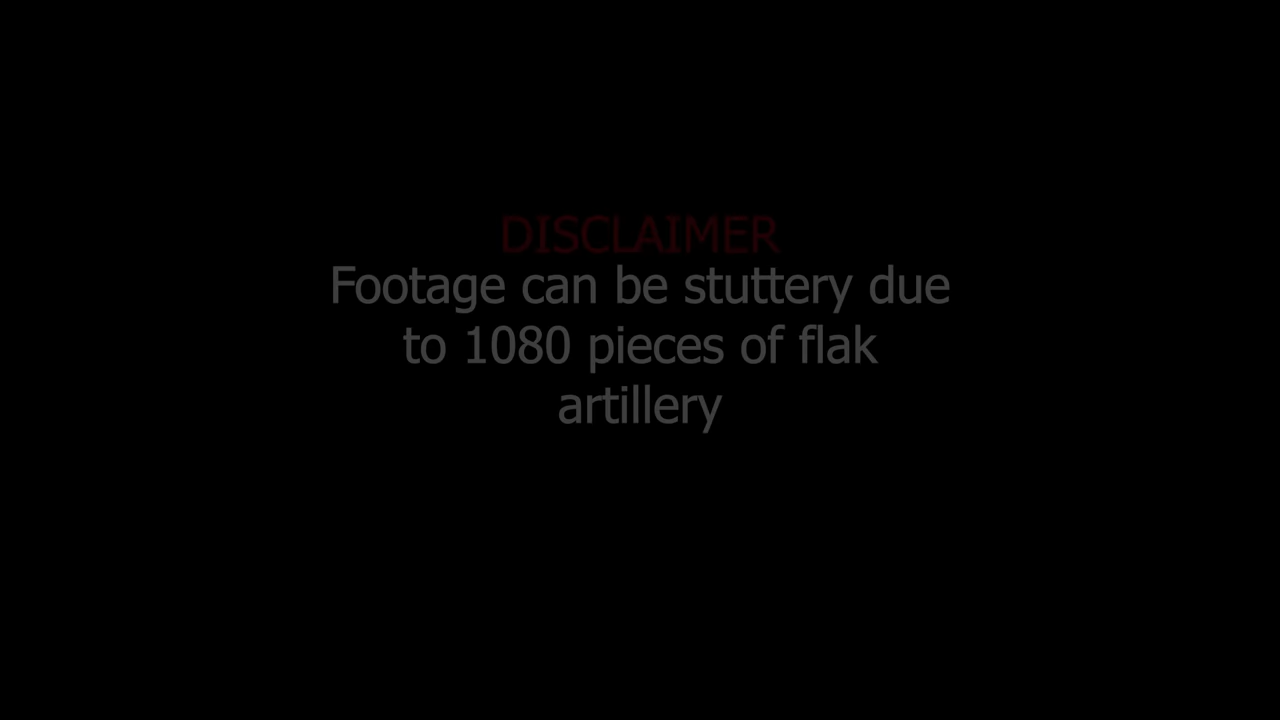 DISCLAIMER
Footage can be stuttery due
to 1080 pieces of flak
artillery